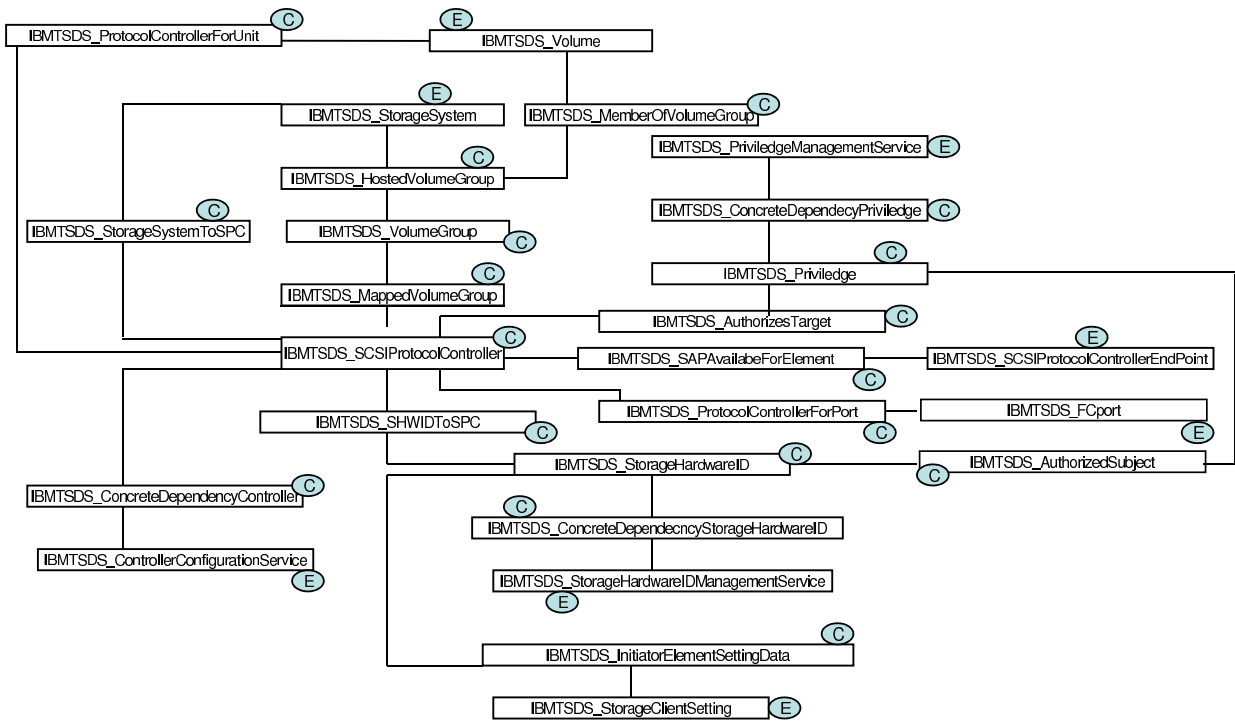 C
IBMTSDS_ProtocolControllerForUnit
E
IBMTSDS_Volume
E
IBMTSDS_StorageSystem
C
IBMTSDS_MemberOfVolumeGroup
IBMTSDS_PriviledgeManagementService
E
C
IBMTSDS_HostedVolumeGroup
C
IBMTSDS_StorageSystemToSPC
IBMTSDS_VolumeGroup
C
IBMTSDS_ConcreteDependecyPriviledge
C
C
IBMTSDS_Priviledge
C
IBMTSDS_MappedVolumeGroup
IBMTSDS_AuthorizesTarget
C
C
IBMTSDS_SCSIProtocolController
IBMTSDS_SAPAvailabeForElement
C
E
IBMTSDS_SCSIProtocolControllerEndPoint
IBMTSDS_ProtocolControllerForPort
C
IBMTSDS_FCport
E
IBMTSDS_SHWIDToSPC
C
IBMTSDS_StorageHardwareID
C
IBMTSDS_AuthorizedSubject
C
IBMTSDS_ConcreteDependencyController
C
C
IBMTSDS_ConcreteDependecncyStorageHardwareID
IBMTSDS_ControllerConfigurationService
E
IBMTSDS_StorageHardwareIDManagementService
E
C
IBMTSDS_InitiatorElementSettingData
IBMTSDS_StorageClientSetting
E